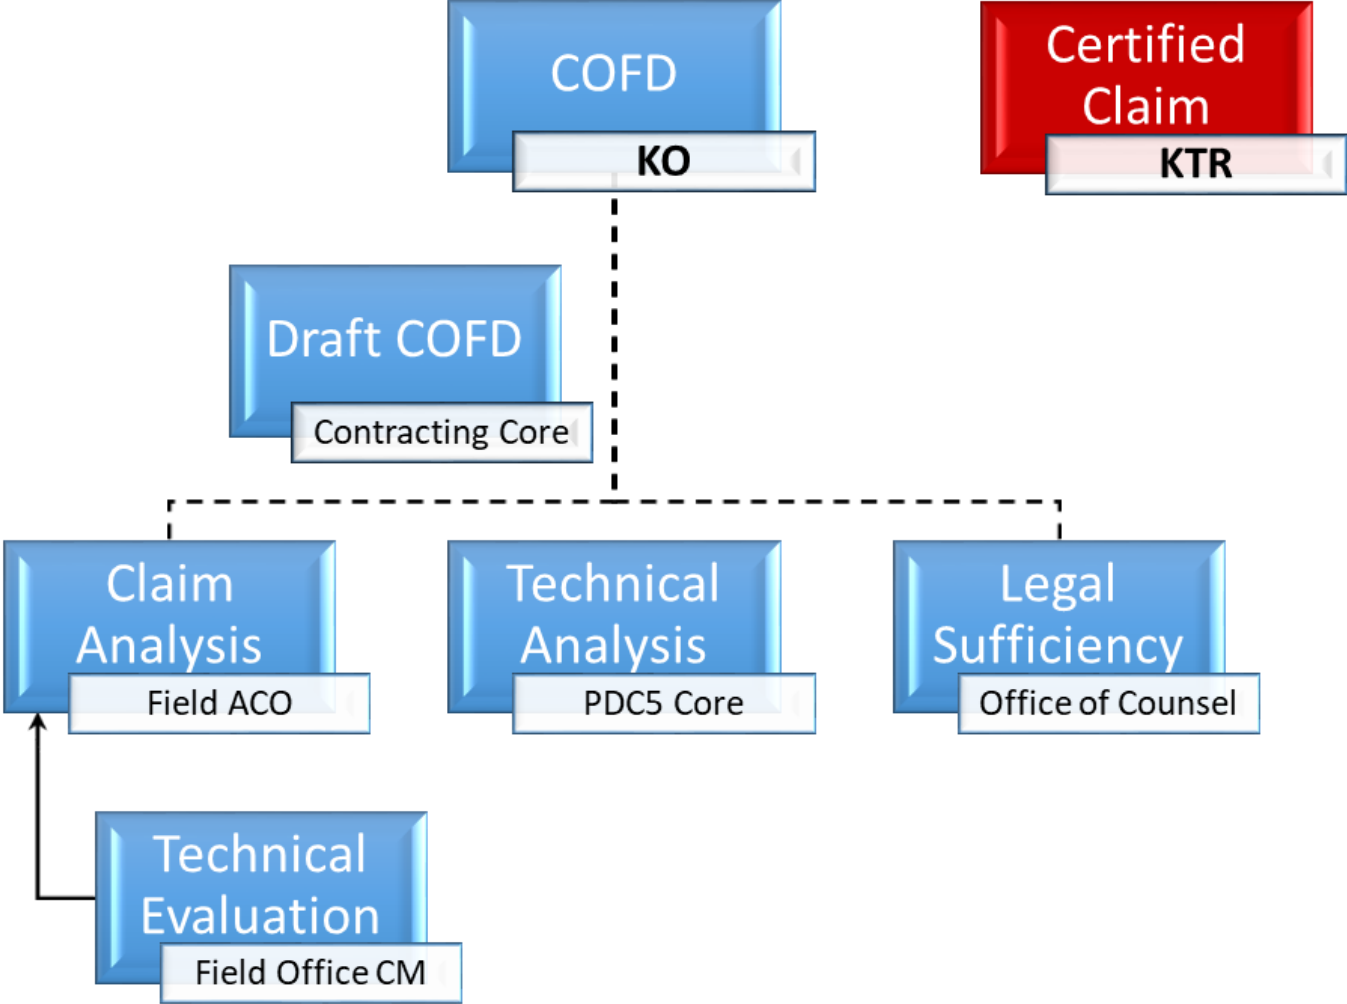 COFD
KO
Certified
Claim
KTR
Draft COFD
Contracting Core
Claim
Analysis
Field ACO
Technical
Analysis
PDC5 Core
Legal
Sufficiency
Office of Counsel
Technical
Evaluation
Field Office CM